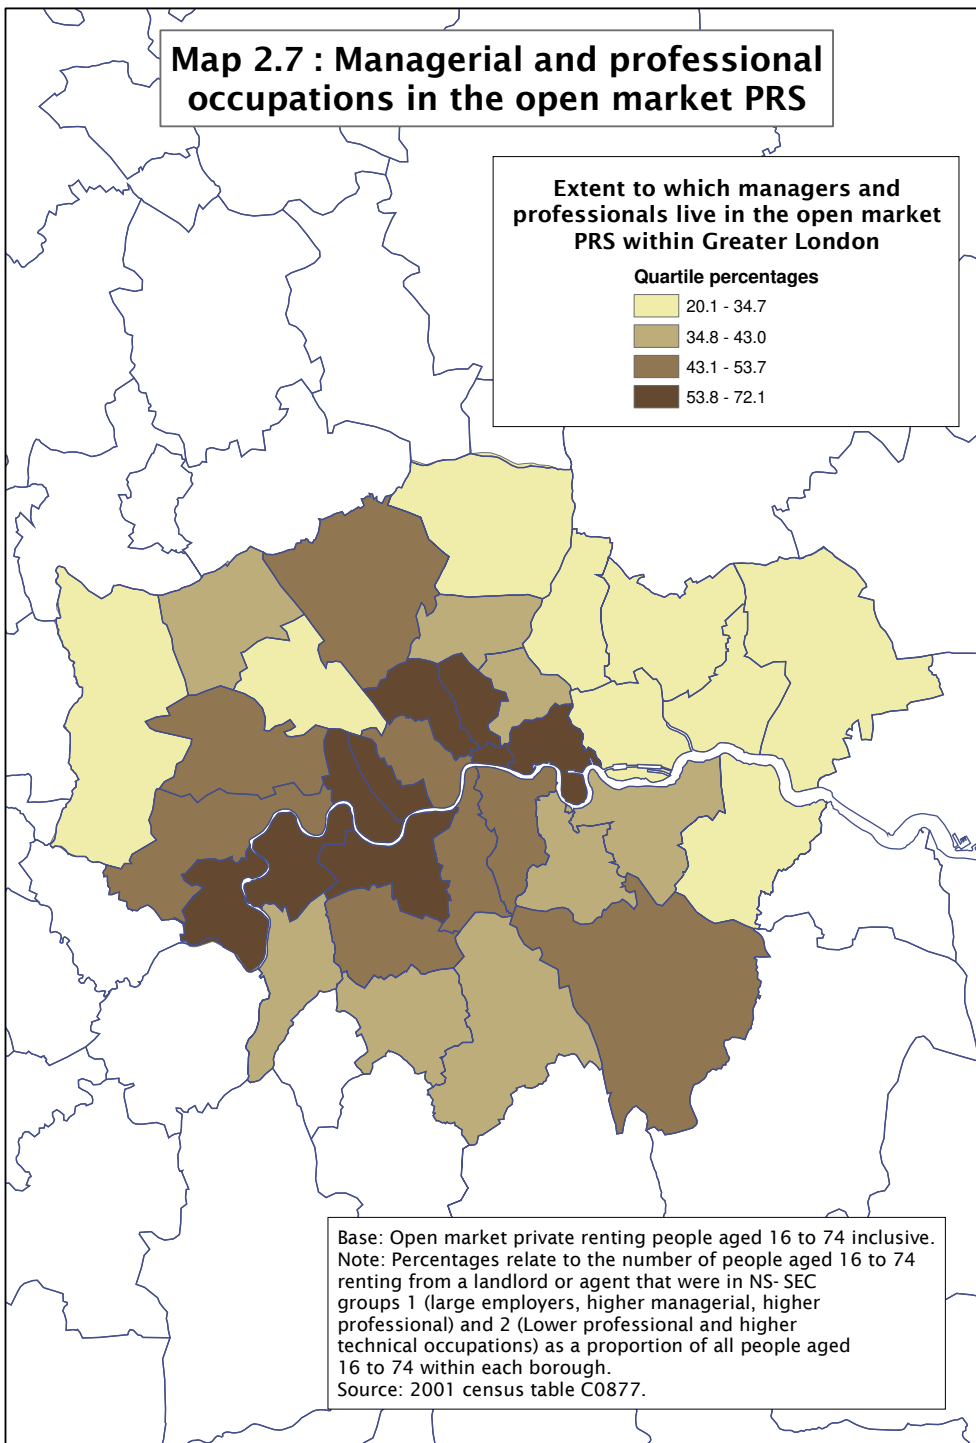 Map 2.7 : Managerial and professional
occupations in the open market PRS
Extent to which managers and
professionals live in the open market
PRS within Greater London
Quartile percentages
20.1 - 34.7
34.8 - 43.0
43.1 - 53.7
53.8 - 72.1
Base: Open market private renting people aged 16 to 74 inclusive.
Note: Percentages relate to the number of people aged 16 to 74
renting from a landlord or agent that were in NS- SEC
groups 1 (large employers, higher managerial, higher
professional) and 2 (Lower professional and higher
technical occupations) as a proportion of all people aged
16 to 74 within each borough.
Source: 2001 census table C0877.